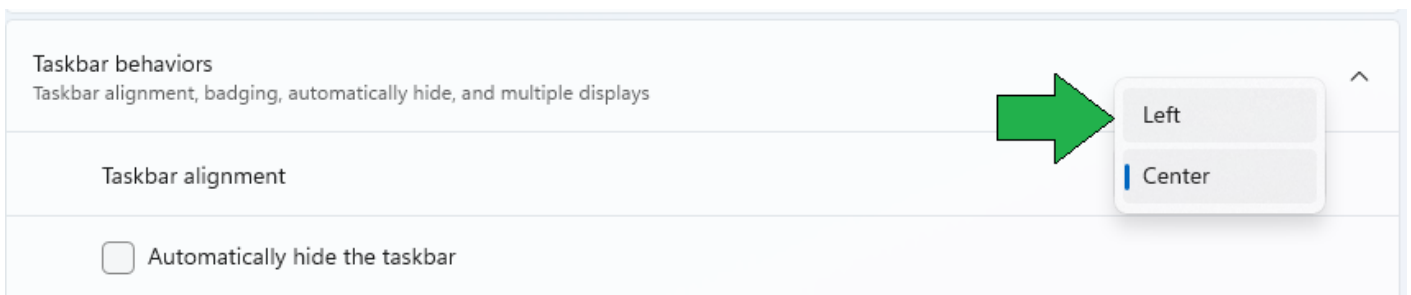 Taskbar behaviors
Taskbar alignment, badging, automatically hide, and multiple displays
Left
Taskbar alignment
Center
Automatically hide the taskbar